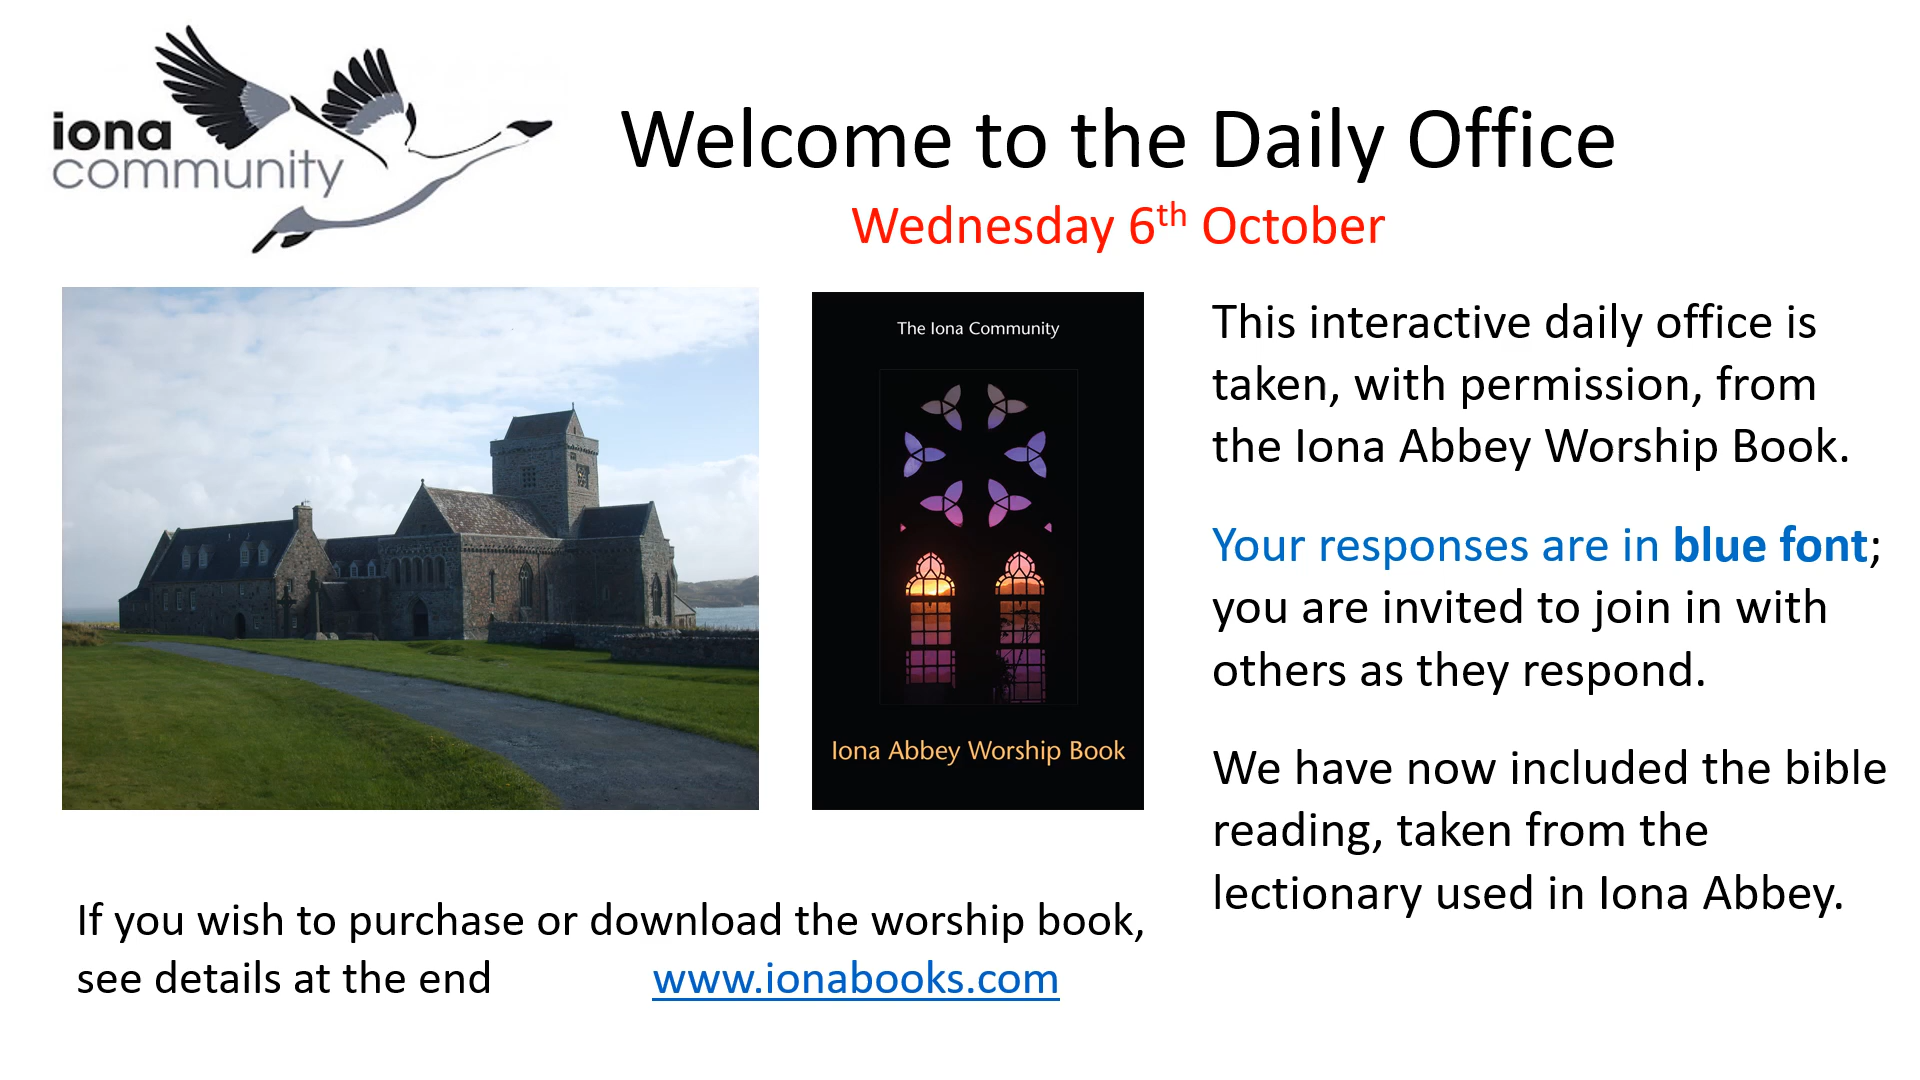 iona
community
Welcome to the Daily Office
Wednesday 6th October
The Iona Community
Iona Abbey Worship Book
This interactive daily office is
taken, with permission, from
the Iona Abbey Worship Book.
Your responses are in blue font;
you are invited to join in with
others as they respond.
We have now included the bible
reading, taken from the
lectionary used in Iona Abbey.
If you wish to purchase or download the worship book,
see details at the end www.ionabooks.com